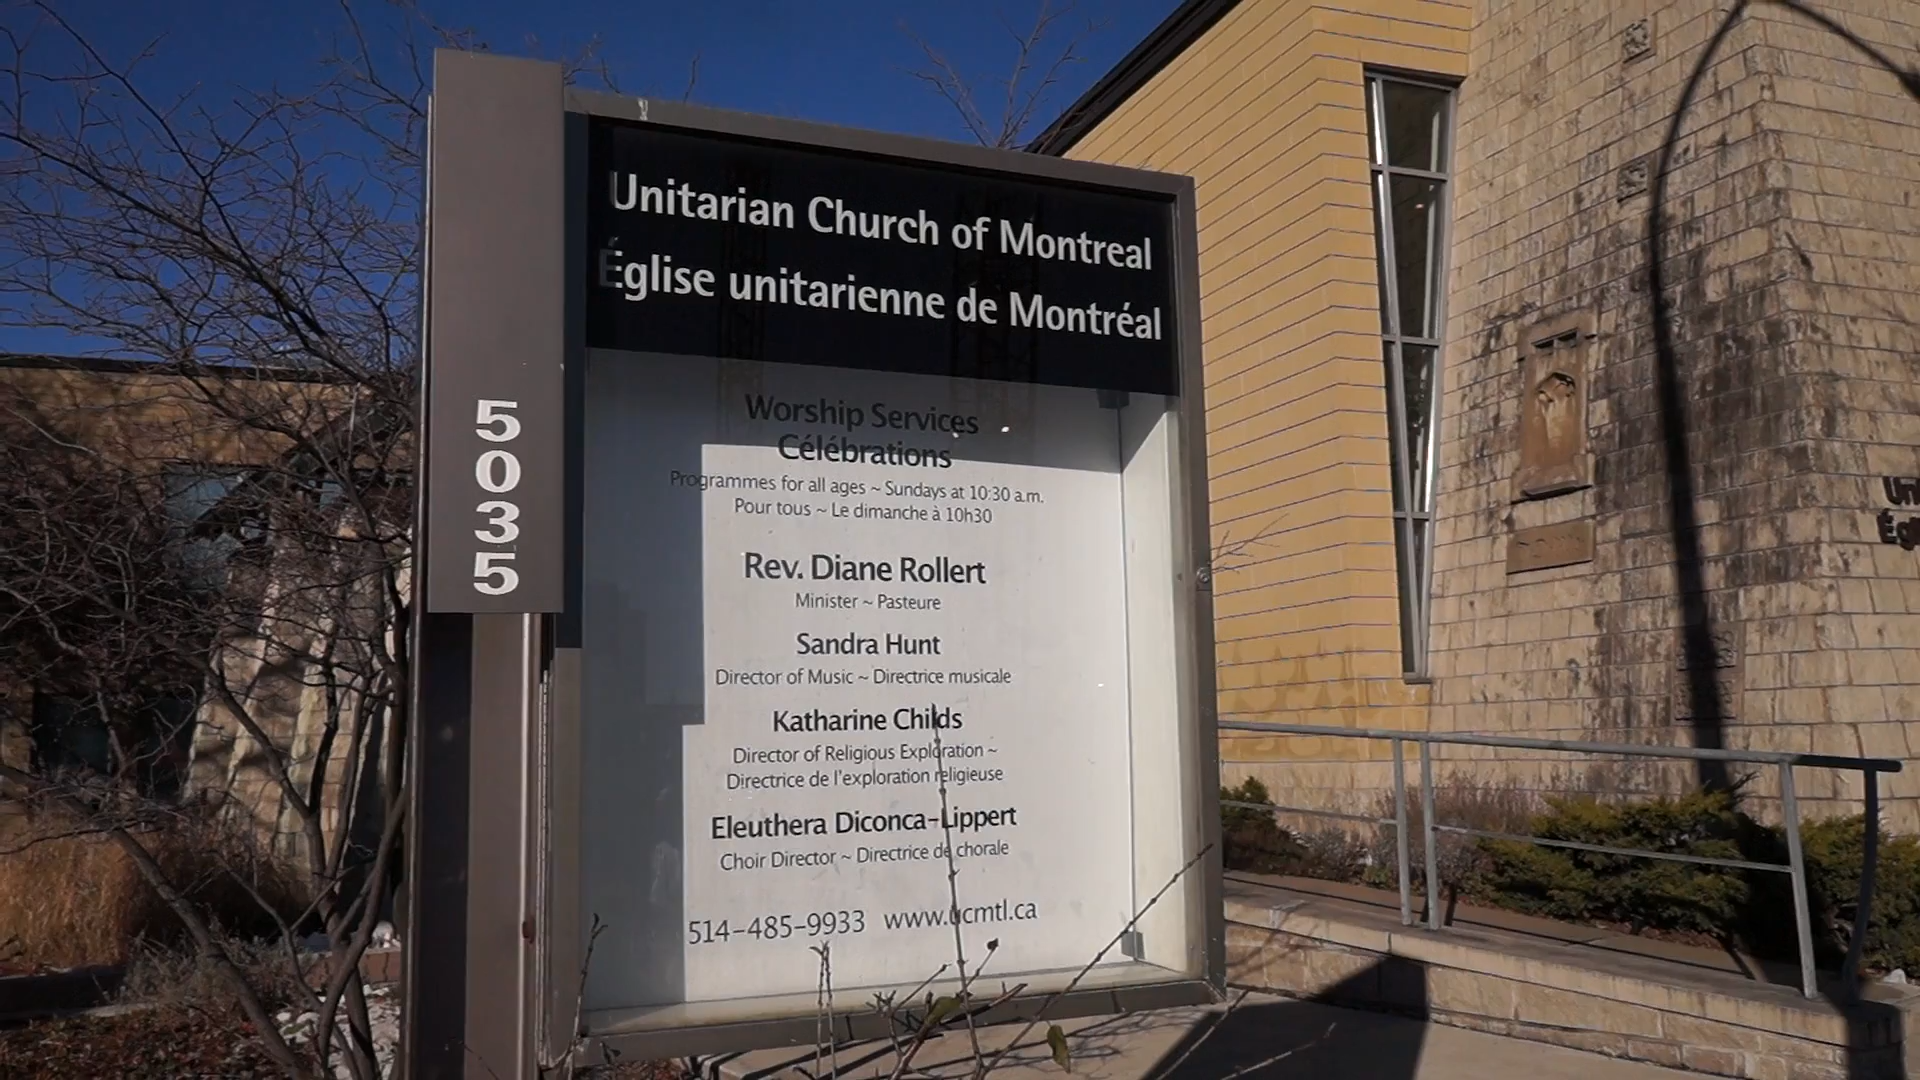 Unitarian Church of Montreal
Église unitarienne de Montréal
5035
Worship Services
Célébrations
Programmes for all ages ~ Sundays at 10:30 a.m.
Pour tous ~ Le dimanche à 10h30
Rev. Diane Rollert
Minister ~ Pasteure
Sandra Hunt
Director of Music ~ Directrice musicale
Katharine Childs
Director of Religious Exploration ~
Directrice de l'exploration religieuse
Eleuthera Diconca-Lippert
Choir Director ~ Directrice de chorale
514-485-9933 www.ucmtl.ca